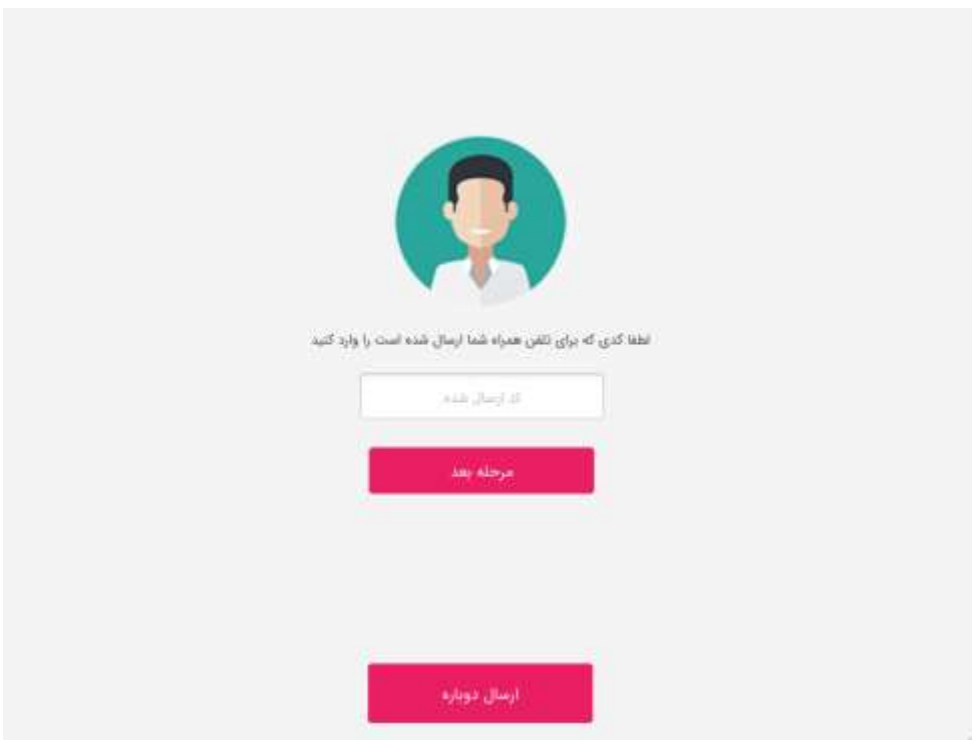 لطفا کدی که برای تلفن همراه شما ارسال شده است را وارد کنید
کد ارسال شده
مرحله بعد
ارسال دوباره